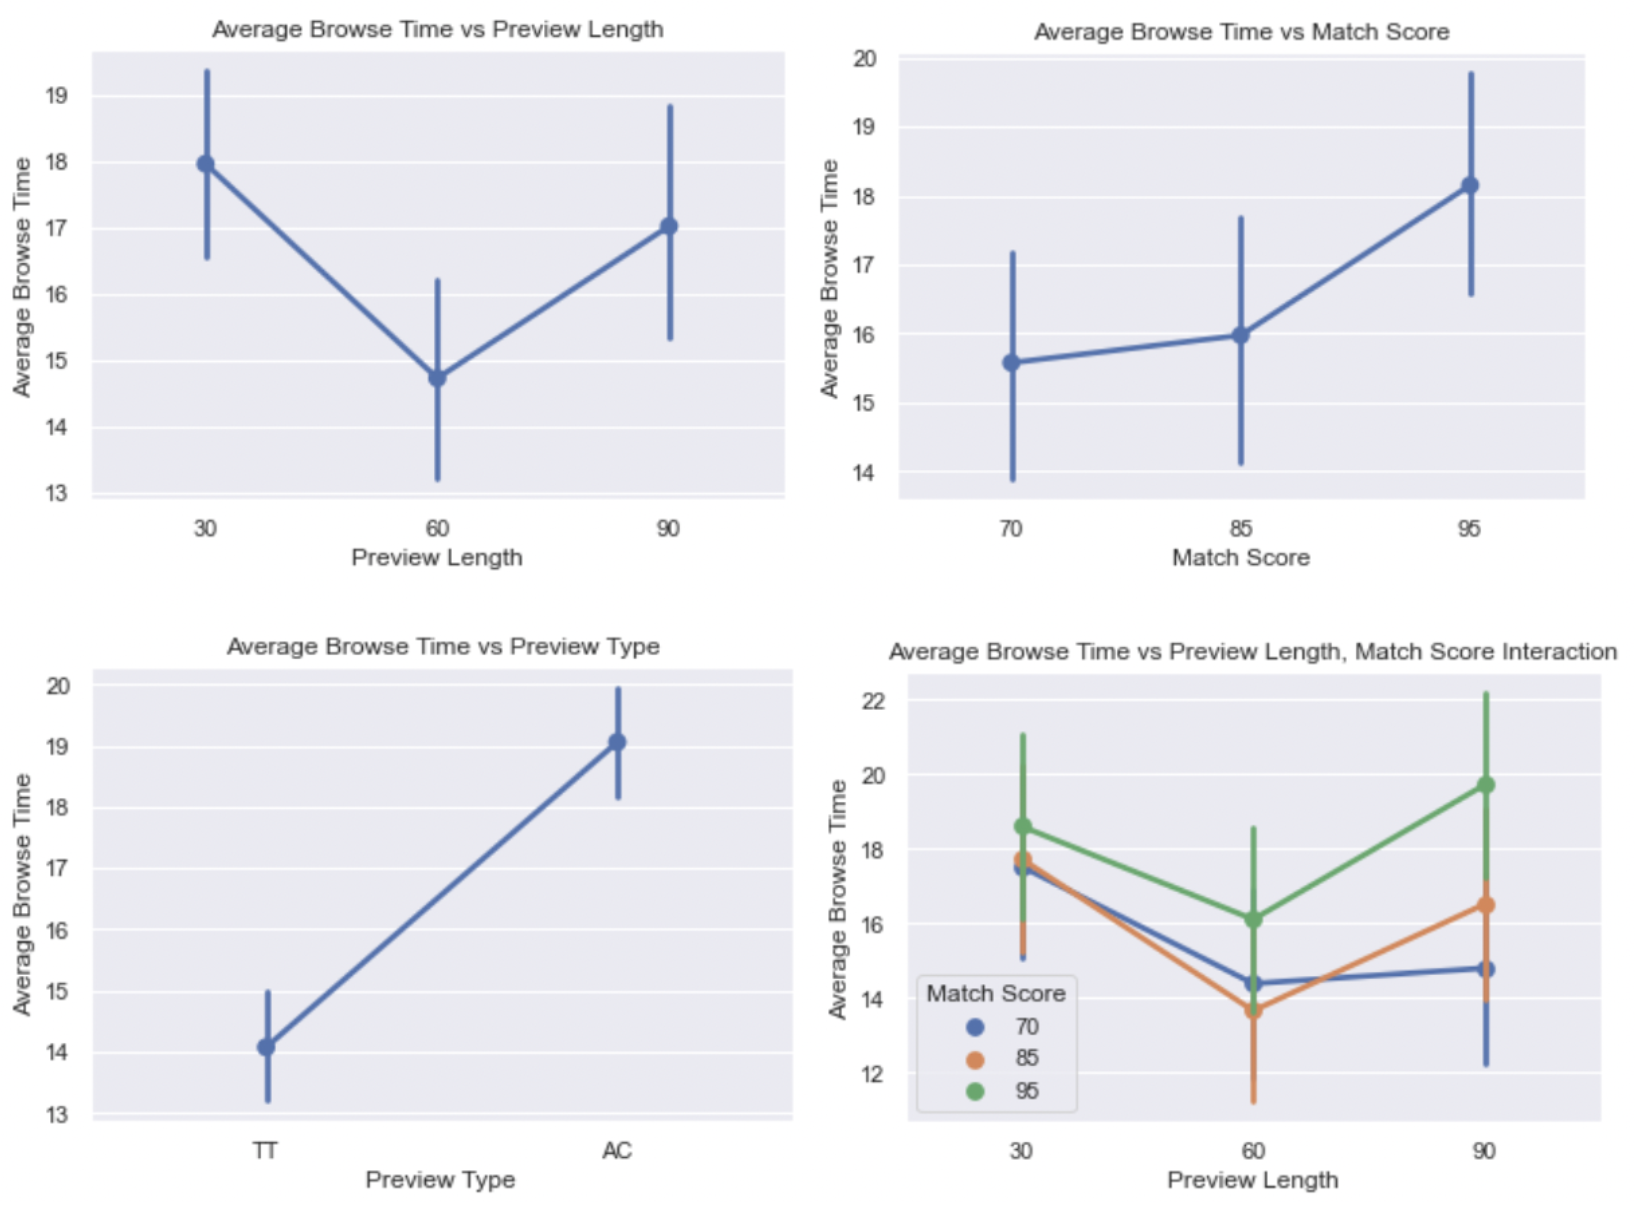 Average Browse Time vs Preview Length
Average Browse Time
19
18
17
16
15
14
13
30 60 90
Preview Length
Average Browse Time vs Match Score
Average Browse Time
20
19
18
17
16
15
14
70 85 95
Match Score
Average Browse Time vs Preview Type
Average Browse Time
20
19
18
17
16
15
14
13
TT AC
Preview Type
Average Browse Time vs Preview Length, Match Score Interaction
Average Browse Time
22
20
18
16
14
12
Match Score
70
85
95
30 60 90
Preview Length